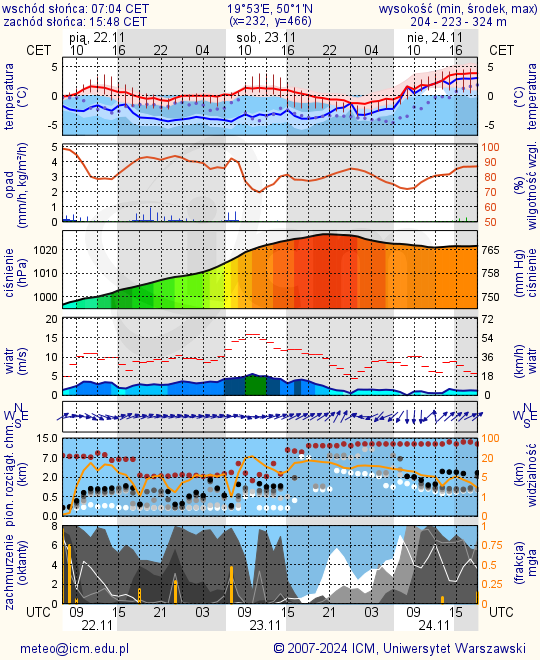 wschód słońca: 07:04 CET 19°53'E, 50°1'N wysokość (min, środek, max)
zachód słońca: 15:48 CET (x=232, y=466) 204 - 223 - 324 m
pią, 22.11 sob, 23.11 nie, 24.11
CET 10 16 22 04 10 16 22 04 10 16 CET
temperatura (°C) 5 0 -5 5 0 -5 (°C) temperatura
opad (mm/h, kg/m²/h) 5 4 3 2 1 0 100 90 80 70 60 50 (%) wilgotność wzgl.
ciśnienie (hPa) 1020 1010 1000 765 758 750 (mm Hg) ciśnienie
wiatr (m/s) 20 15 10 5 0 72 54 36 18 0 (km/h) wiatr
N W E S N W E S
pion. rozciągł. chm. (km) 15.0 7.0 2.0 0.5 0.0 100 20 5 1 0 (km) widzialność
zachmurzenie (oktanty) 8 6 4 2 0 1 0.75 0.5 0.25 0 (frakcja) mgła
UTC 09 15 21 03 09 15 21 03 09 15 UTC
22.11 23.11 24.11
meteo@icm.edu.pl © 2007-2024 ICM, Uniwersytet Warszawski